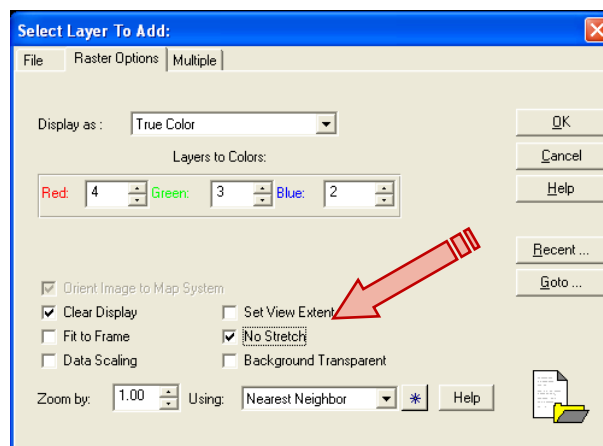 Select Layer To Add:
File Raster Options Multiple
Display as : True Color OK
Layers to Colors: Cancel
Red: 4 Green: 3 Blue: 2 Help
Recent ...
Orient Image to Map System Goto ...
Clear Display Set View Extent
Fit to Frame No Stretch
Data Scaling Background Transparent
Zoom by: 1.00 Using: Nearest Neighbor Help